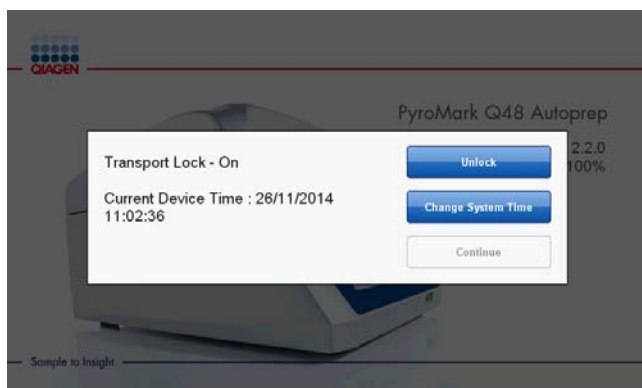 QIAGEN
PyroMark Q48 Autoprep
2.2.0
100%
Transport Lock - On
Current Device Time : 26/11/2014
11:02:36
Unlock
Change System Time
Continue
Sample to Insight